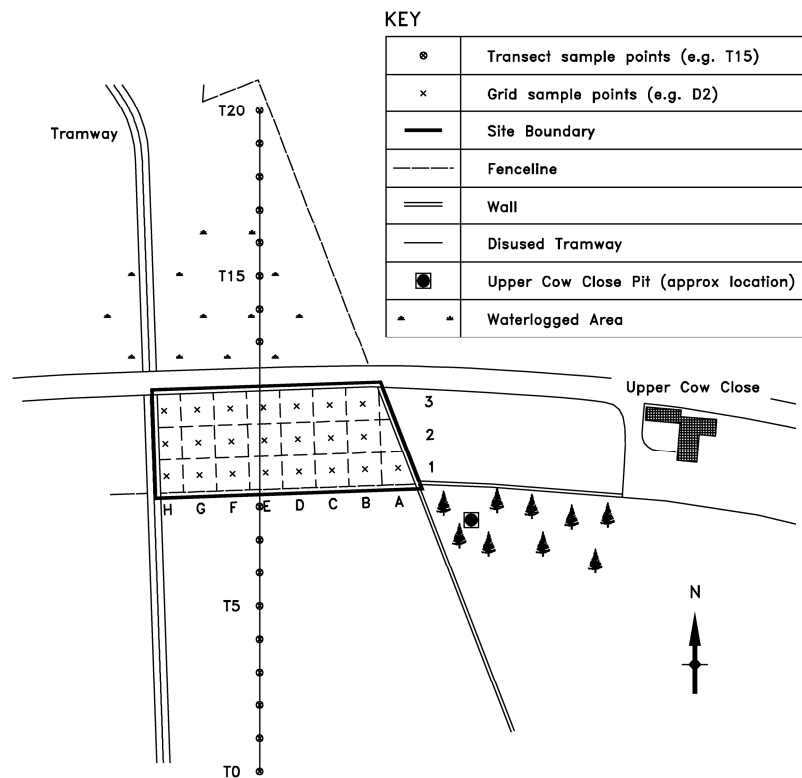 KEY
Transect sample points (e.g. T15)
Grid sample points (e.g. D2)
Site Boundary
Fenceline
Wall
Disused Tramway
Upper Cow Close Pit (approx location)
Waterlogged Area
T20
Tramway
T15
Upper Cow Close
3
2
1
H G F E D C B A
T5
N
T0